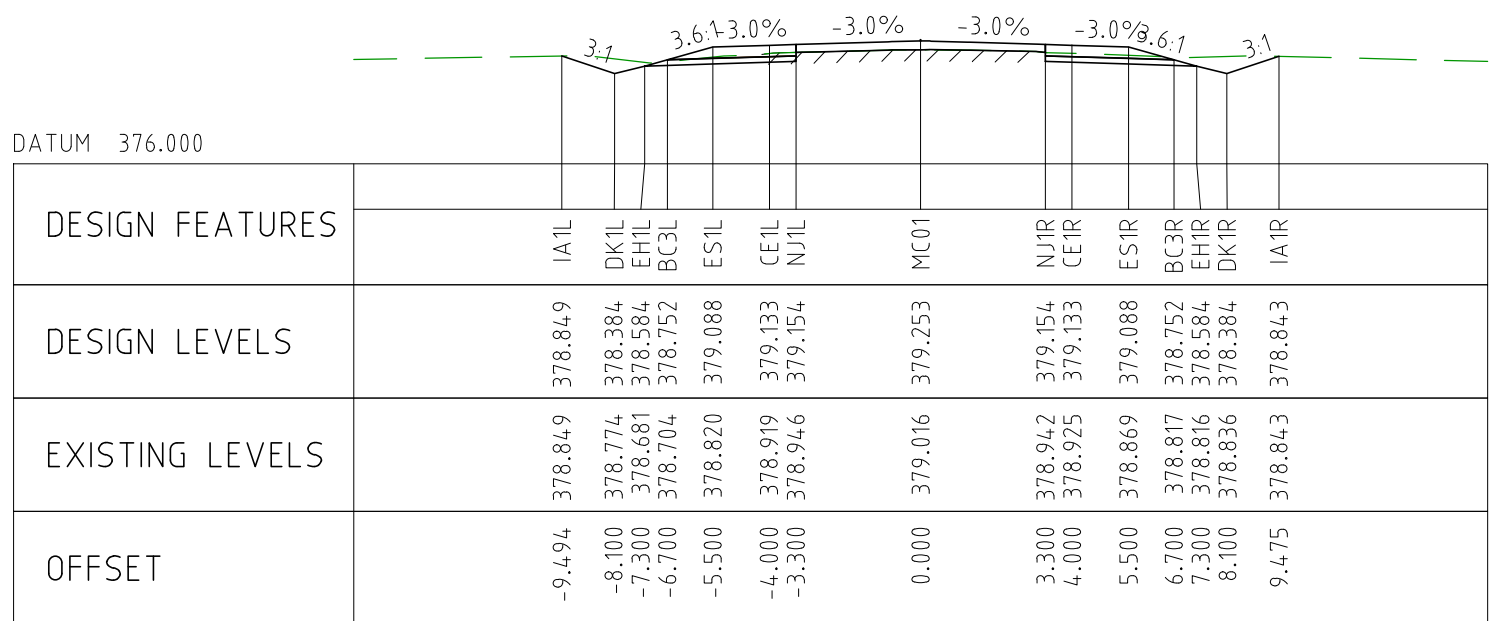 3:1 3.6:1 -3.0% -3.0% -3.0% -3.0% 3.6:1 3:1
DATUM 376.000
DESIGN FEATURES IA1L DK1L EH1L BC3L ES1L CE1L NJ1L MC01 NJ1R CE1R ES1R BC3R EH1R DK1R IA1R
DESIGN LEVELS 378.849 378.384 378.584 378.752 379.088 379.133 379.154 379.253 379.154 379.133 379.088 378.752 378.584 378.384 378.843
EXISTING LEVELS 378.849 378.774 378.681 378.704 378.820 378.919 378.946 379.016 378.942 378.925 378.869 378.817 378.816 378.836 378.843
OFFSET -9.494 -8.100 -7.300 -6.700 -5.500 -4.000 -3.300 0.000 3.300 4.000 5.500 6.700 7.300 8.100 9.475